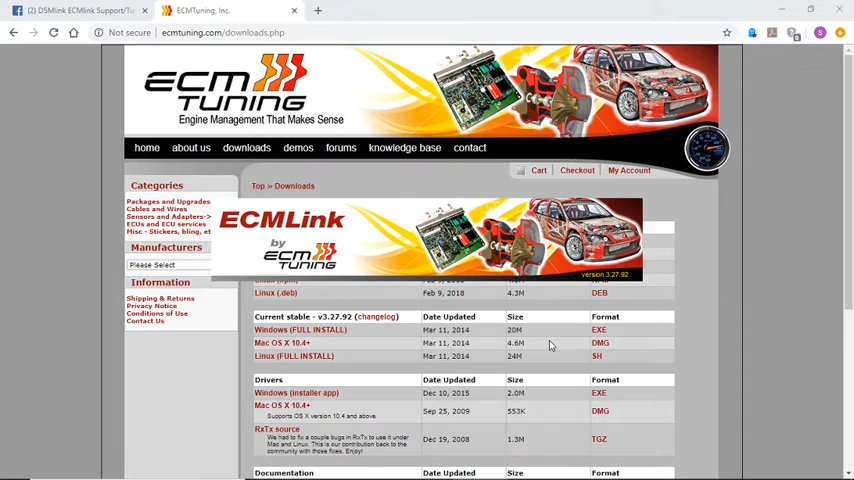 (2) DSMlink ECMlink Support/Tu
ECMTuning, Inc.
Not secure
ecmtuning.com/downloads.php
S
ECM
TUNING
Engine Management That Makes Sense
home about us downloads demos forums knowledge base contact
Cart Checkout My Account
Categories
Top » Downloads
Packages and Upgrades
Cables and Wires
Sensors and Adapters->
ECUs and ECU services
Misc - Stickers, bling, et
Manufacturers
Please Select
Information
Shipping & Returns
Privacy Notice
Conditions of Use
Contact Us
ECMLink
by
ECM
TUNING
version 3.27.92
Linux (.deb) Feb 9, 2018 4.3M DEB
Current stable - v3.27.92 (changelog) Date Updated Size Format
Windows (FULL INSTALL) Mar 11, 2014 20M EXE
Mac OS X 10.4+ Mar 11, 2014 4.6M DMG
Linux (FULL INSTALL) Mar 11, 2014 24M SH
Drivers Date Updated Size Format
Windows (installer app) Dec 10, 2015 2.0M EXE
Mac OS X 10.4+
Supports OS X version 10.4 and above
Sep 25, 2009 553K DMG
RxTx source
We had to fix a couple bugs in RxTx to use it under
Mac and Linux. This is our contribution back to the
community with those fixes. Enjoy!
Dec 19, 2008 1.3M TGZ
Documentation Date Updated Size Format